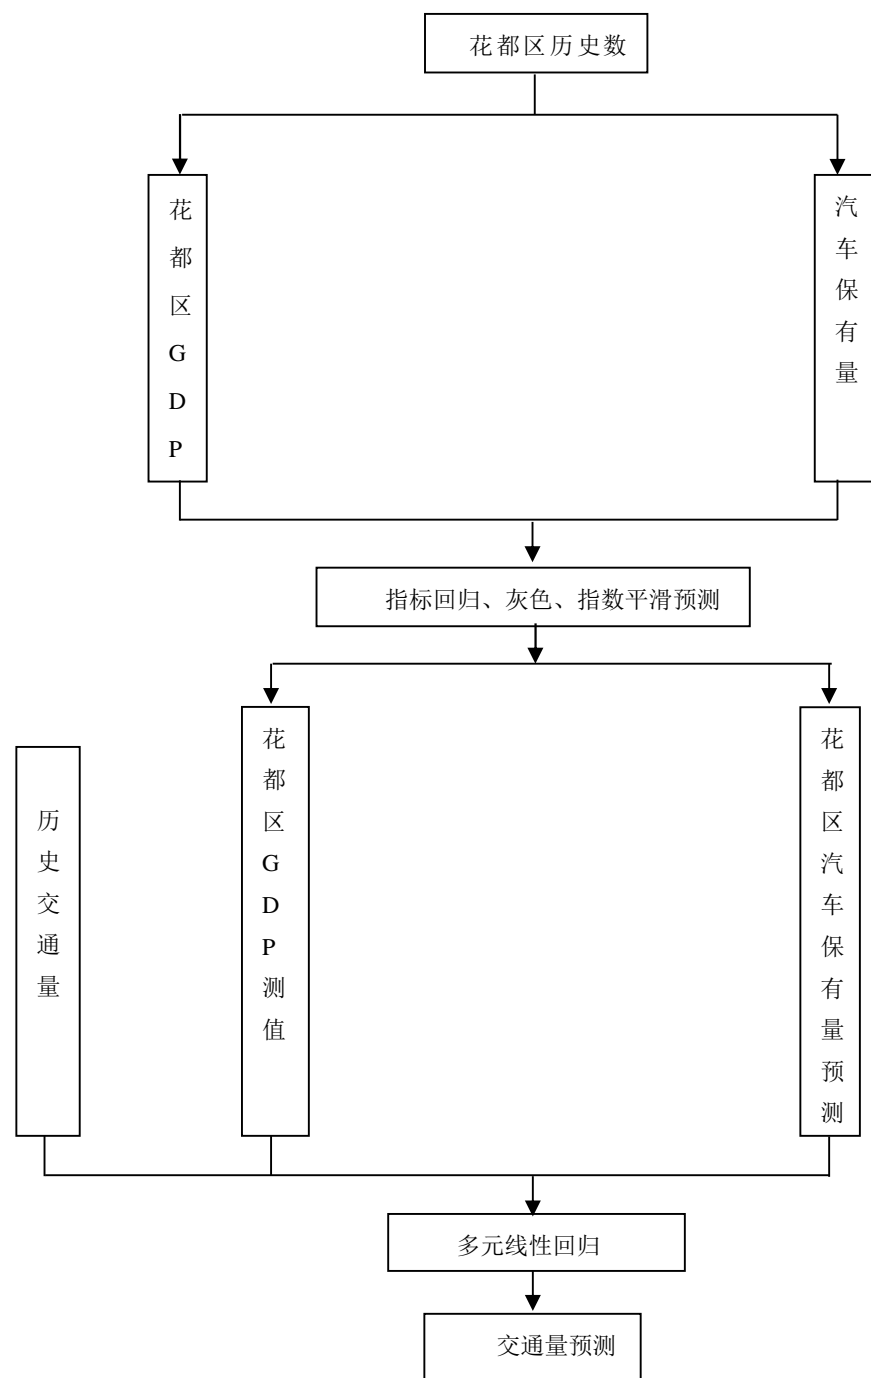 花都区历史数
花都区GDP
汽车保有量
指标回归、灰色、指数平滑预测
历史交通量
花都区GDP测值
花都区汽车保有量预测
多元线性回归
交通量预测